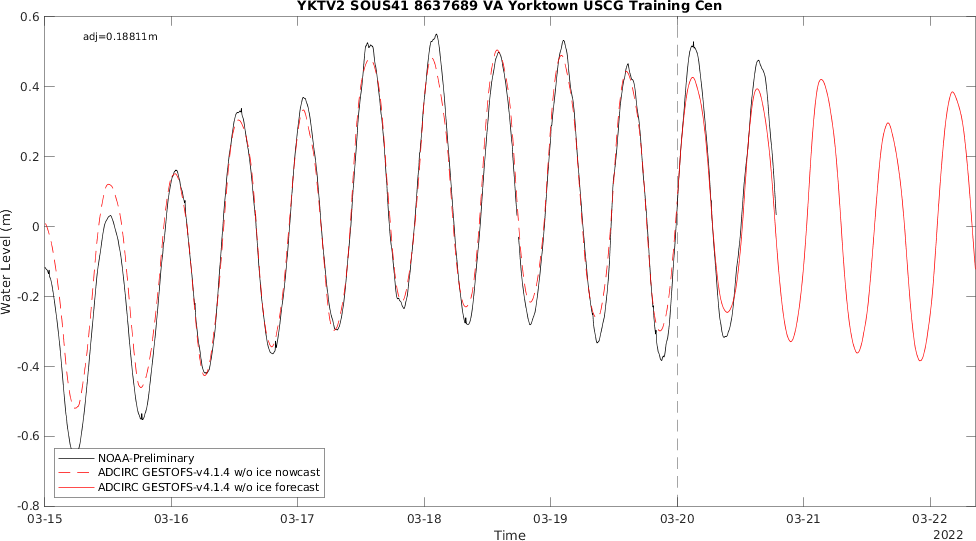 YKTV2 SOUS41 8637689 VA Yorktown USCG Training Cen
adj=0.18811m
0.6
0.4
0.2
0
-0.2
-0.4
-0.6
-0.8
Water Level (m)
NOAA-Preliminary
ADCIRC GESTOFS-v4.1.4 w/o ice nowcast
ADCIRC GESTOFS-v4.1.4 w/o ice forecast
03-15 03-16 03-17 03-18 03-19 03-20 03-21 03-22
Time
2022